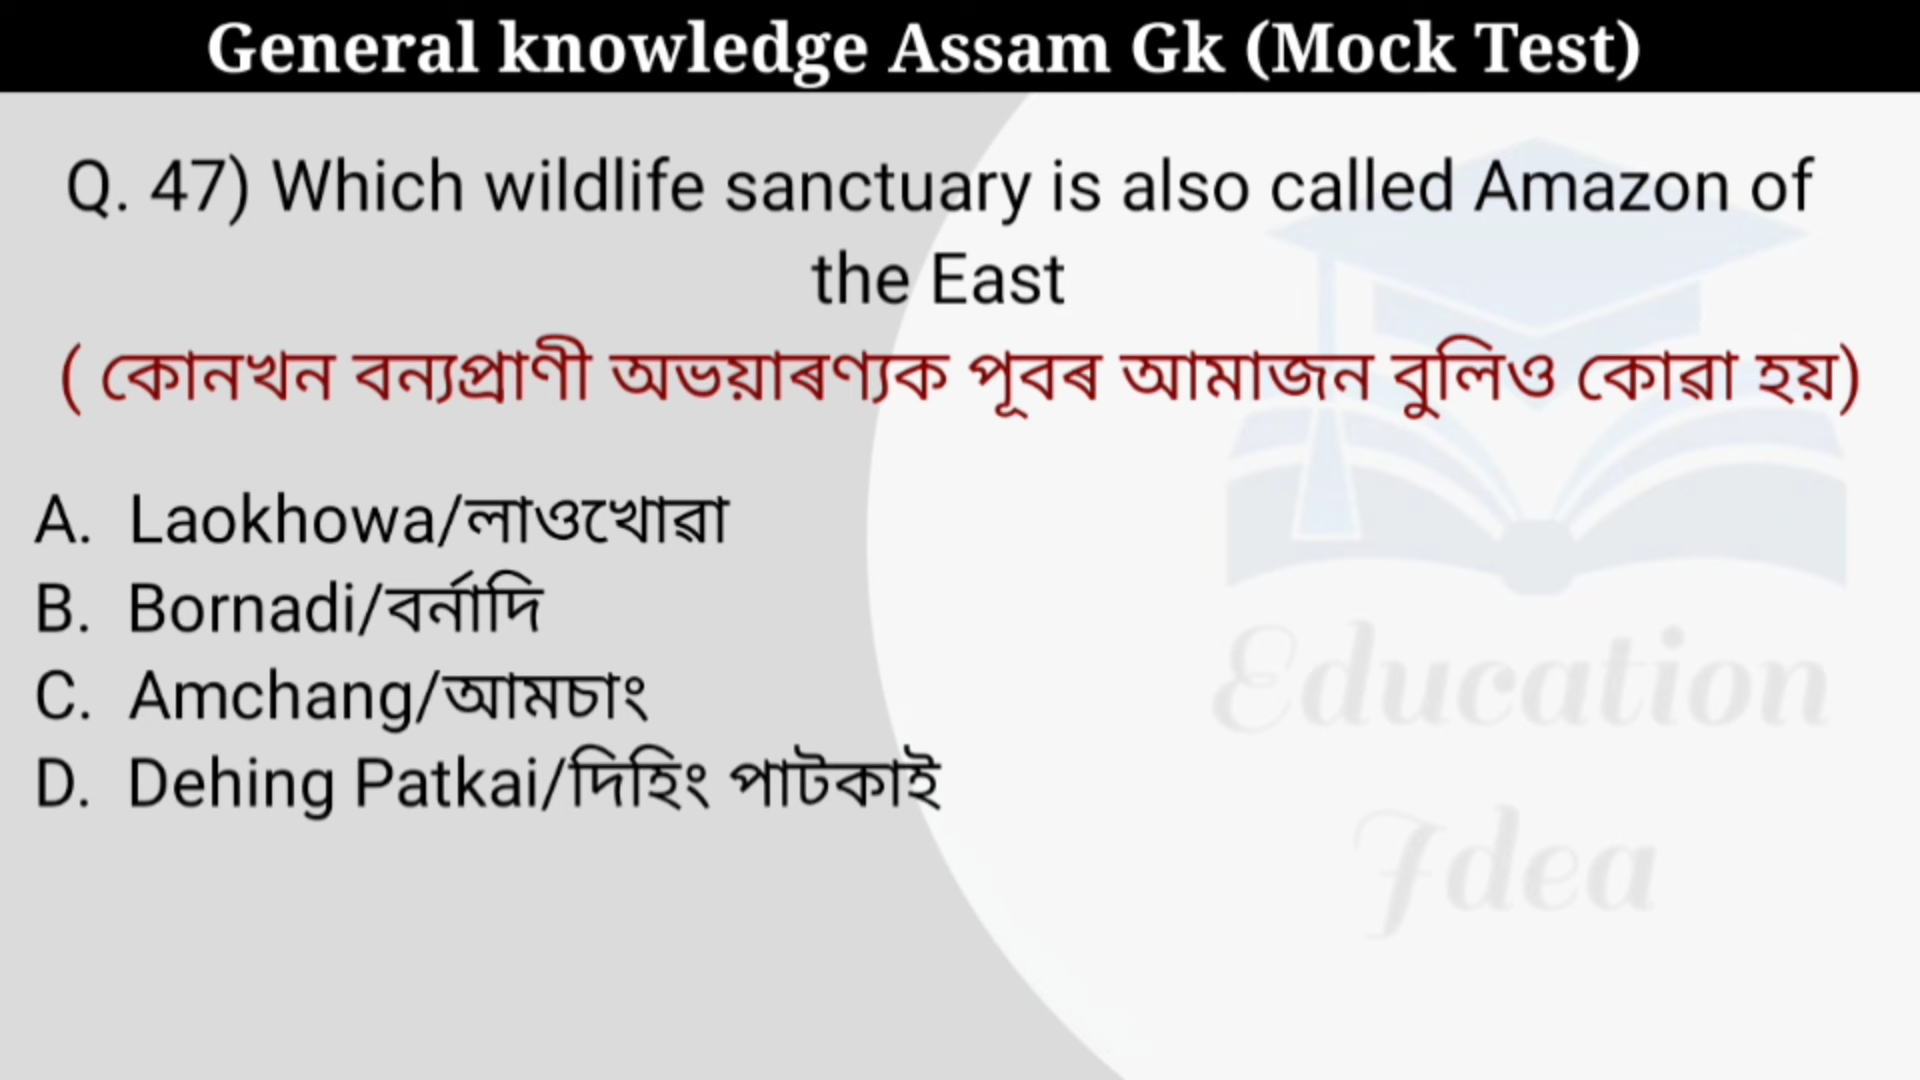 General knowledge Assam Gk (Mock Test)
Q. 47) Which wildlife sanctuary is also called Amazon of
the East
( কোনখন বন্যপ্ৰাণী অভয়াৰণ্যক পূবৰ আমাজন বুলিও কোৱা হয়)
A. Laokhowa/লাওখোৱা
B. Bornadi/বৰ্নাদি
C. Amchang/আমচাং
D. Dehing Patkai/দিহিং পাটকাই
Education
Idea